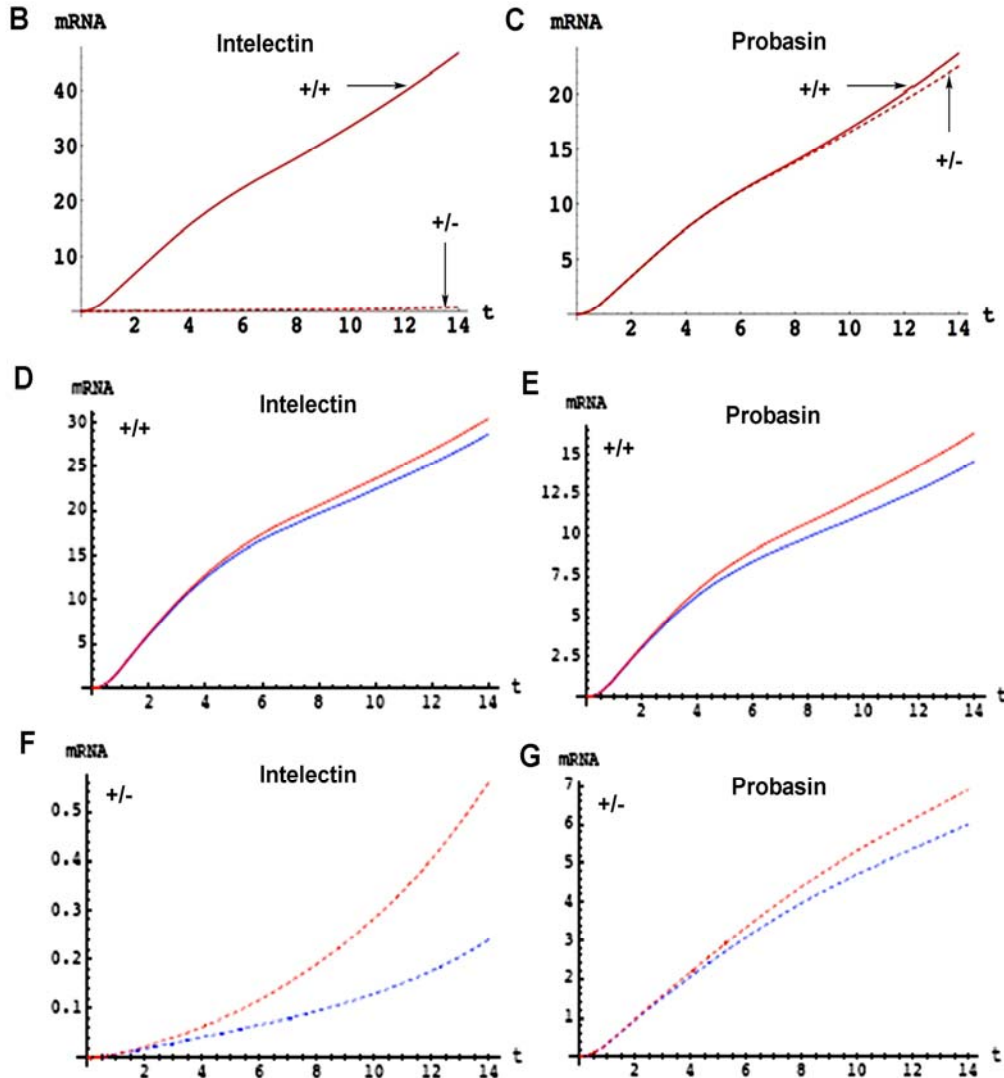 B
mRNA
Intelectin
+/+
+/-
40
30
20
10
2 4 6 8 10 12 14 t
C
mRNA
Probasin
+/+
+/-
20
15
10
5
2 4 6 8 10 12 14 t
D
mRNA
Intelectin
+/+
30
25
20
15
10
5
2 4 6 8 10 12 14 t
E
mRNA
Probasin
+/+
15
12.5
10
7.5
5
2.5
2 4 6 8 10 12 14 t
F
mRNA
Intelectin
+/-
0.5
0.4
0.3
0.2
0.1
2 4 6 8 10 12 14 t
G
mRNA
Probasin
+/-
7
6
5
4
3
2
1
2 4 6 8 10 12 14 t